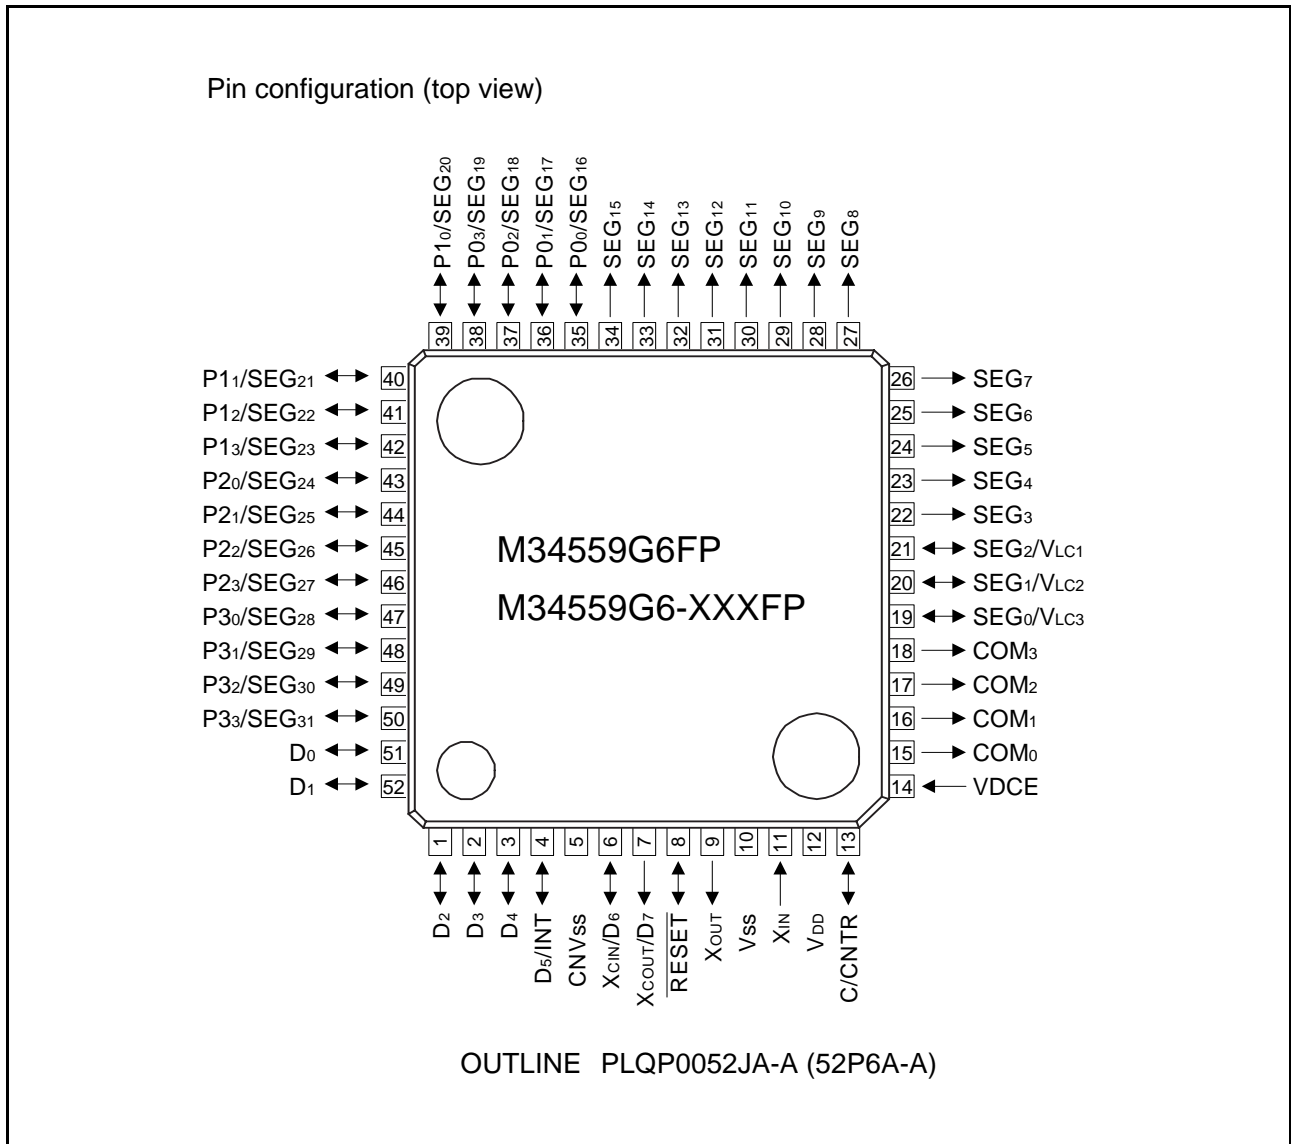 Pin configuration (top view)
P1₀/SEG₂₀
P0₃/SEG₁₉
P0₂/SEG₁₈
P0₁/SEG₁₇
P0₀/SEG₁₆
SEG₁₅
SEG₁₄
SEG₁₃
SEG₁₂
SEG₁₁
SEG₁₀
SEG₉
SEG₈
39 38 37 36 35 34 33 32 31 30 29 28 27
P1₁/SEG₂₁ 40
P1₂/SEG₂₂ 41
P1₃/SEG₂₃ 42
P2₀/SEG₂₄ 43
P2₁/SEG₂₅ 44
P2₂/SEG₂₆ 45
P2₃/SEG₂₇ 46
P3₀/SEG₂₈ 47
P3₁/SEG₂₉ 48
P3₂/SEG₃₀ 49
P3₃/SEG₃₁ 50
D₀ 51
D₁ 52
M34559G6FP
M34559G6-XXXFP
26 SEG₇
25 SEG₆
24 SEG₅
23 SEG₄
22 SEG₃
21 SEG₂/VLC1
20 SEG₁/VLC2
19 SEG₀/VLC3
18 COM₃
17 COM₂
16 COM₁
15 COM₀
14 VDCE
1 2 3 4 5 6 7 8 9 10 11 12 13
D₂
D₃
D₄
D₅/INT
CNVss
XCIN/D₆
XCOUT/D₇
RESET
XOUT
Vss
XIN
VDD
C/CNTR
OUTLINE PLQP0052JA-A (52P6A-A)